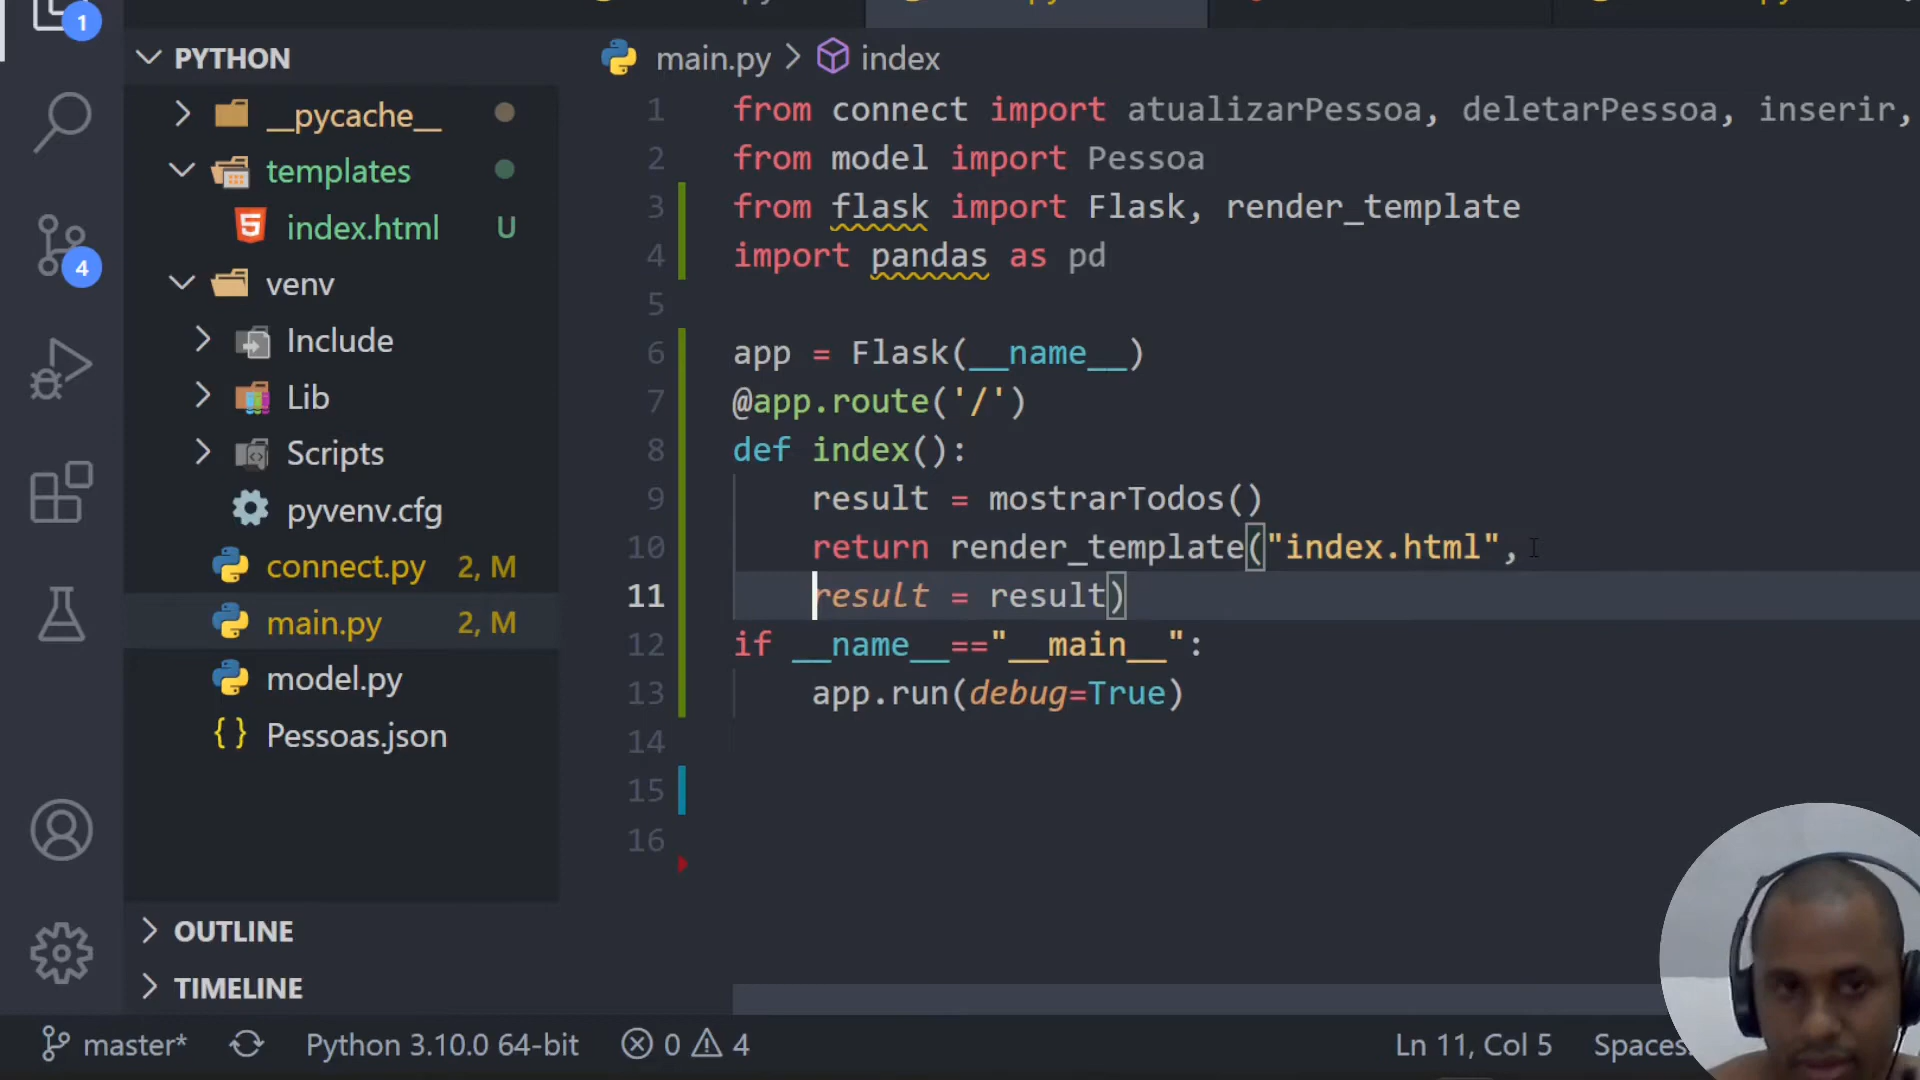 1
PYTHON
__pycache__
templates
index.html U
4
venv
Include
Lib
Scripts
pyvenv.cfg
connect.py 2, M
main.py 2, M
model.py
{} Pessoas.json
OUTLINE
TIMELINE
main.py > index
1 from connect import atualizarPessoa, deletarPessoa, inserir,
2 from model import Pessoa
3 from flask import Flask, render_template
4 import pandas as pd
5
6 app = Flask(__name__)
7 @app.route('/')
8 def index():
9 result = mostrarTodos()
10 return render_template("index.html",
11 result = result)
12 if __name__=="__main__":
13 app.run(debug=True)
14
15
16
master* Python 3.10.0 64-bit 0 4 Ln 11, Col 5 Spaces: